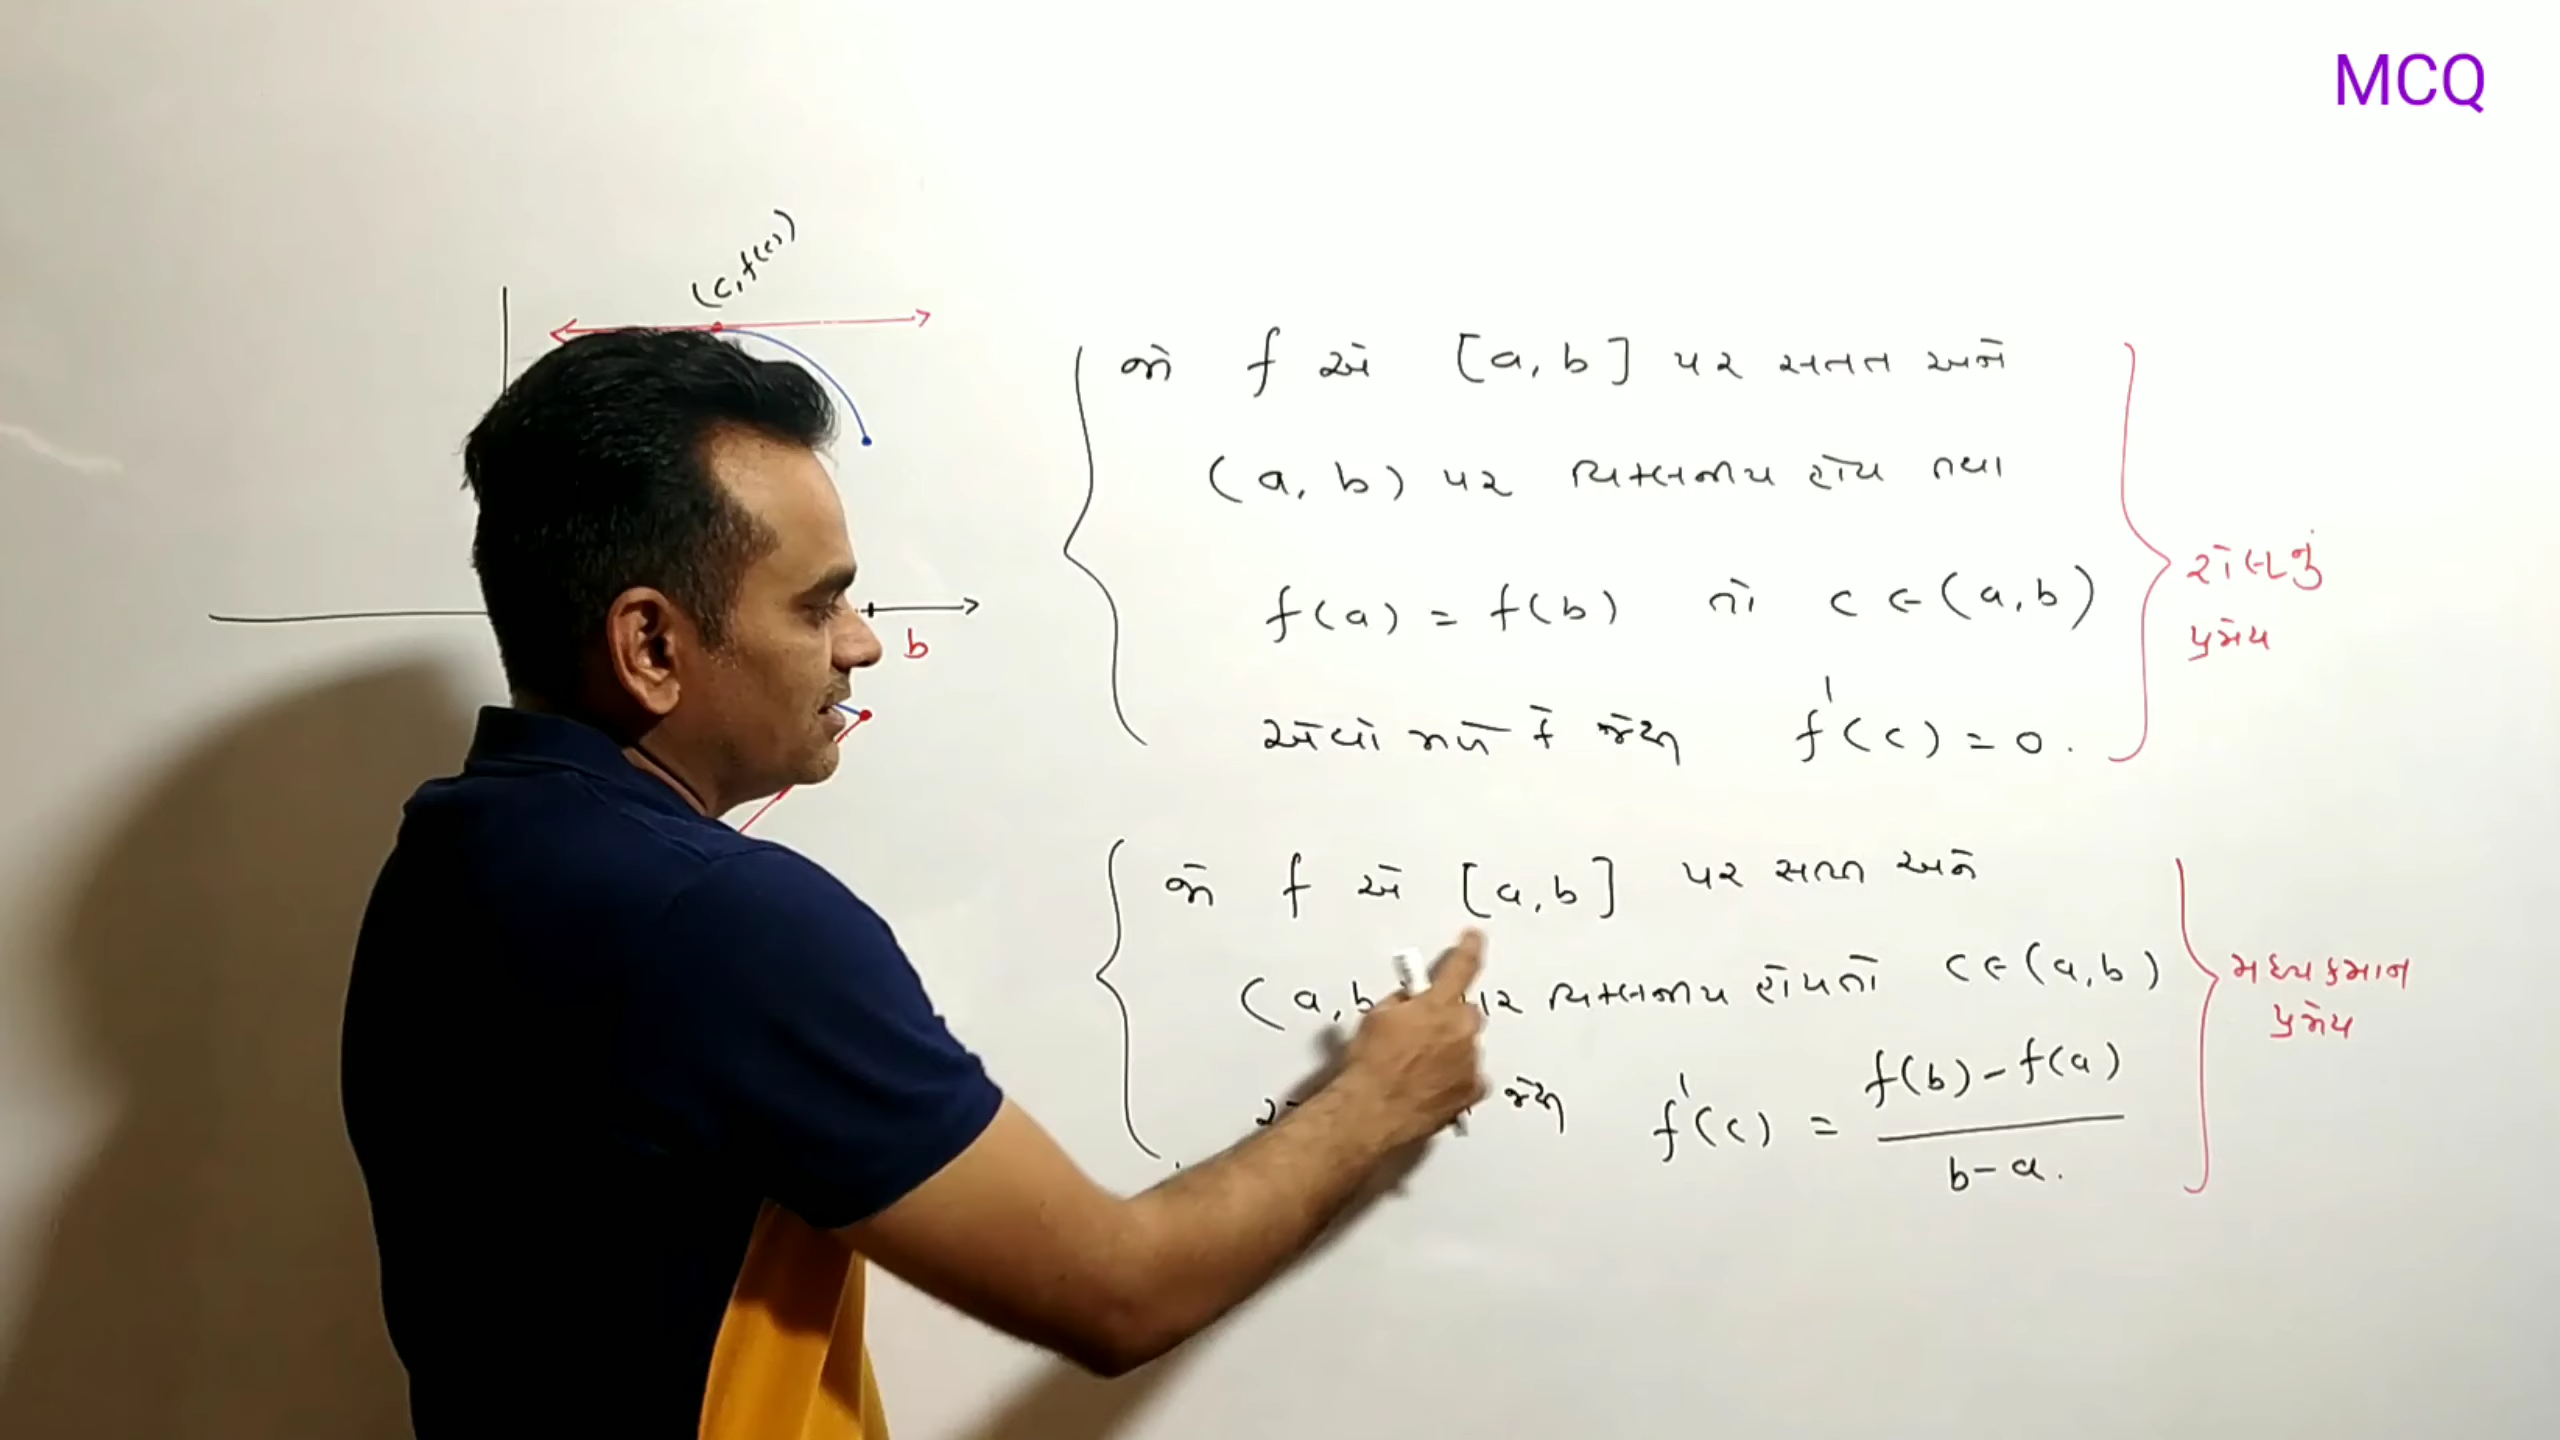 MCQ
(c, f(c))
b
જો f એ [a, b] પર સતત અને
(a, b) પર વિકલનીય હોય તથા
f(a) = f(b) તો c ∈ (a, b)
એવો મળે કે જેથી f'(c) = 0.
રોલનું
પ્રમેય
જો f એ [a, b] પર સતત અને
(a, b પર વિકલનીય હોય તો c ∈ (a, b)
જેથી f'(c) = \frac{f(b) - f(a)}{b - a}.
મધ્યકમાન
પ્રમેય